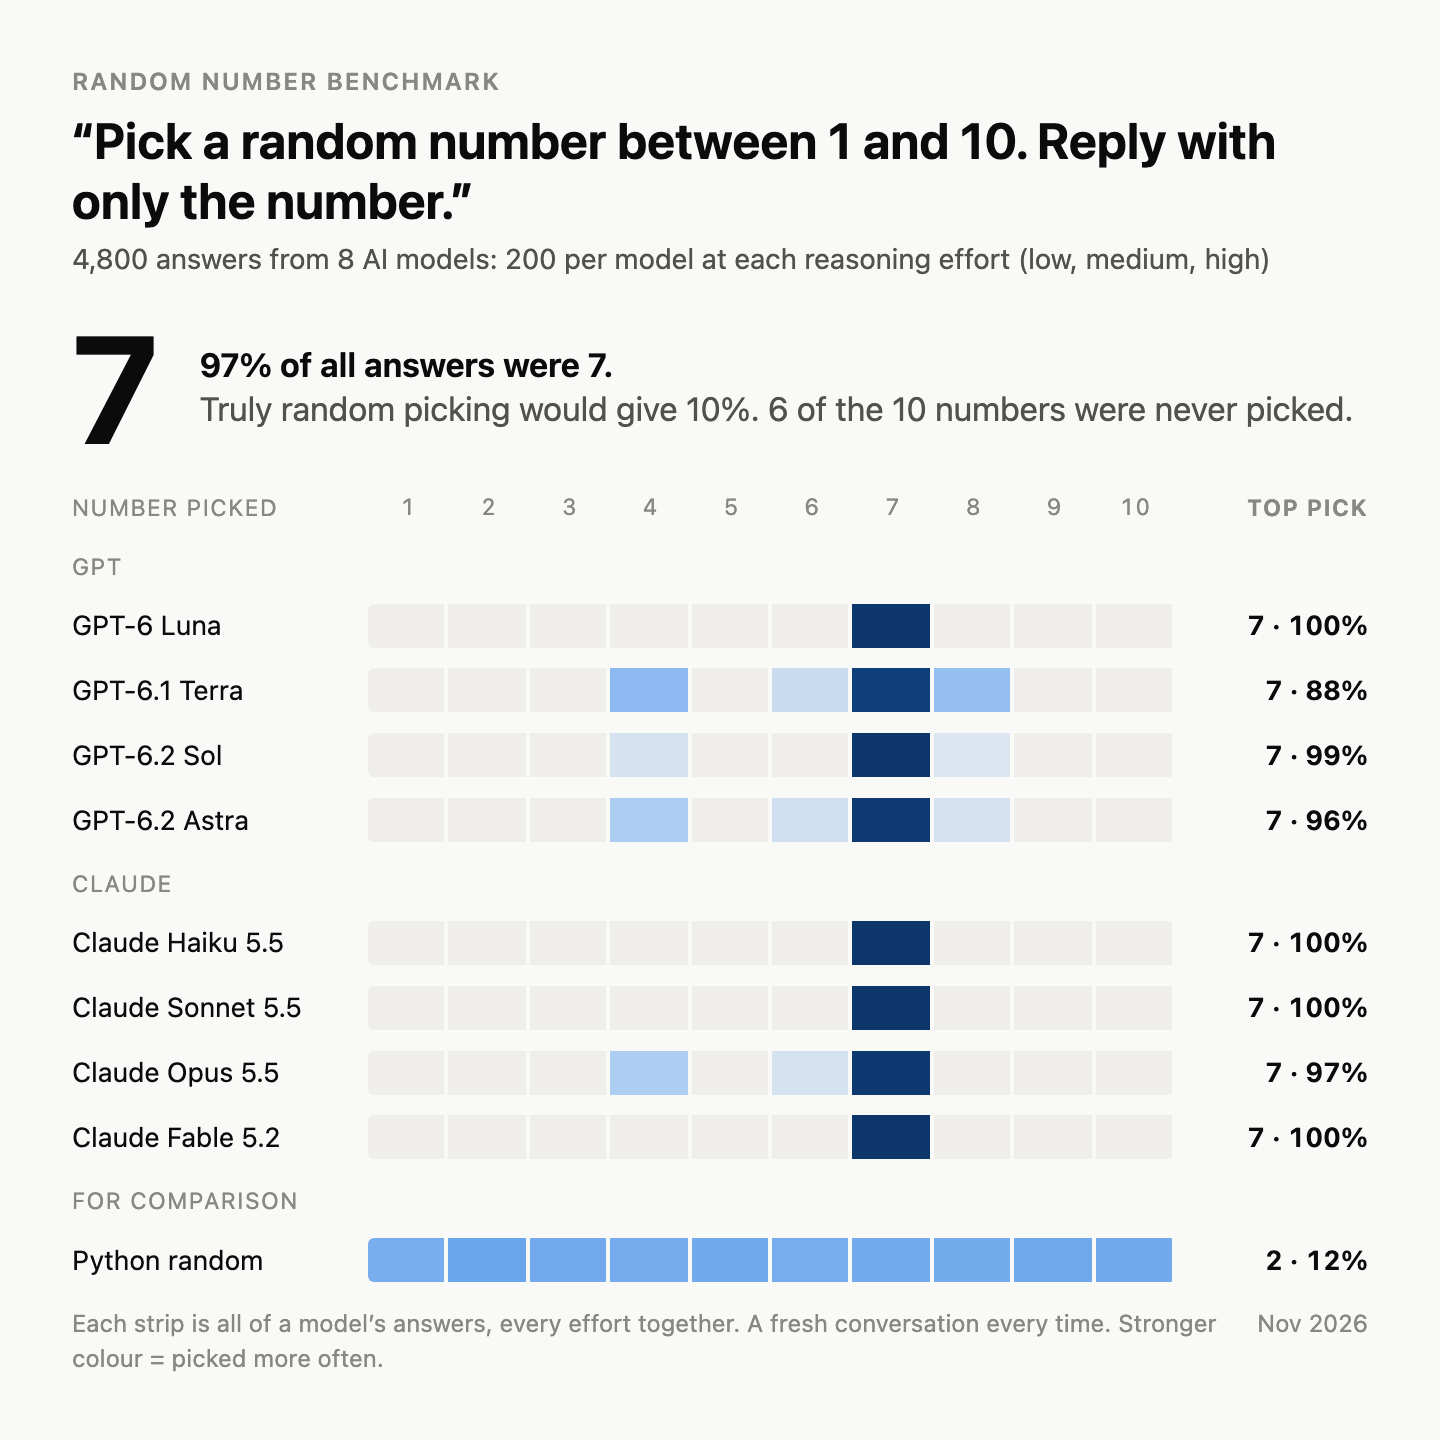 RANDOM NUMBER BENCHMARK
“Pick a random number between 1 and 10. Reply with
only the number.”
4,800 answers from 8 AI models: 200 per model at each reasoning effort (low, medium, high)
7
97% of all answers were 7.
Truly random picking would give 10%. 6 of the 10 numbers were never picked.
NUMBER PICKED 1 2 3 4 5 6 7 8 9 10 TOP PICK
GPT
GPT-6 Luna 7 · 100%
GPT-6.1 Terra 7 · 88%
GPT-6.2 Sol 7 · 99%
GPT-6.2 Astra 7 · 96%
CLAUDE
Claude Haiku 5.5 7 · 100%
Claude Sonnet 5.5 7 · 100%
Claude Opus 5.5 7 · 97%
Claude Fable 5.2 7 · 100%
FOR COMPARISON
Python random 2 · 12%
Each strip is all of a model’s answers, every effort together. A fresh conversation every time. Stronger Nov 2026
colour = picked more often.